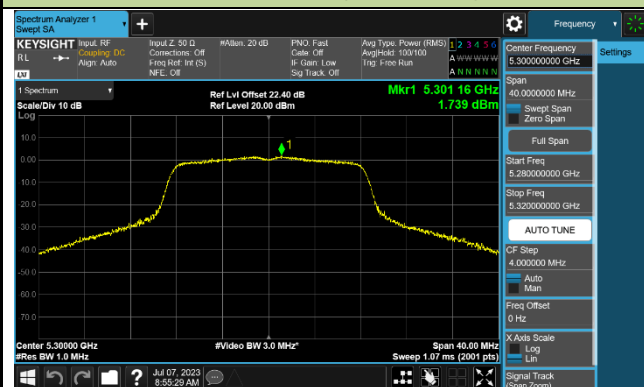 Spectrum Analyzer 1
Swept SA
Frequency
KEYSIGHT
RL
LXI
Input: RF
Coupling: DC
Align: Auto
Input Z: 50 Ω
Corrections: Off
Freq Ref: Int (S)
NFE: Off
#Atten: 20 dB
PNO: Fast
Gate: Off
IF Gain: Low
Sig Track: Off
Avg Type: Power (RMS)
Avg|Hold: 100/100
Trig: Free Run
1 2 3 4 5 6
A W W W W W
A N N N N N
1 Spectrum
Scale/Div 10 dB
Log
Ref Lvl Offset 22.40 dB
Ref Level 20.00 dBm
Mkr1 5.301 16 GHz
1.739 dBm
10.0
0.00
-10.0
-20.0
-30.0
-40.0
-50.0
-60.0
-70.0
1
Center 5.30000 GHz
#Res BW 1.0 MHz
#Video BW 3.0 MHz*
Span 40.00 MHz
Sweep 1.07 ms (2001 pts)
Jul 07, 2023
8:55:29 AM
Settings
Center Frequency
5.300000000 GHz
Span
40.0000000 MHz
Swept Span
Zero Span
Full Span
Start Freq
5.280000000 GHz
Stop Freq
5.320000000 GHz
AUTO TUNE
CF Step
4.000000 MHz
Auto
Man
Freq Offset
0 Hz
X Axis Scale
Log
Lin
Signal Track
(Span Zoom)